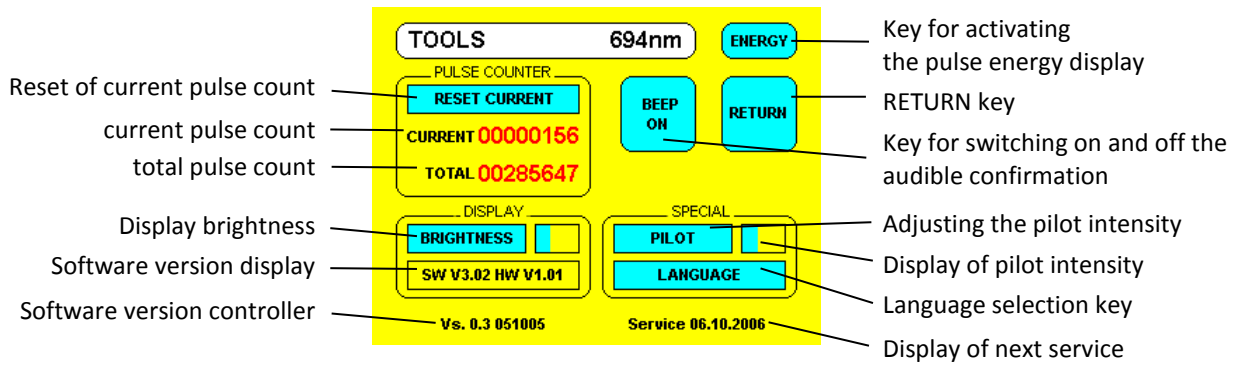 TOOLS 694nm
ENERGY
PULSE COUNTER
RESET CURRENT
CURRENT 00000156
TOTAL 00285647
BEEP
ON
RETURN
DISPLAY
BRIGHTNESS
SW V3.02 HW V1.01
SPECIAL
PILOT
LANGUAGE
Vs. 0.3 051005
Service 06.10.2006
Reset of current pulse count
current pulse count
total pulse count
Display brightness
Software version display
Software version controller
Key for activating
the pulse energy display
RETURN key
Key for switching on and off the
audible confirmation
Adjusting the pilot intensity
Display of pilot intensity
Language selection key
Display of next service